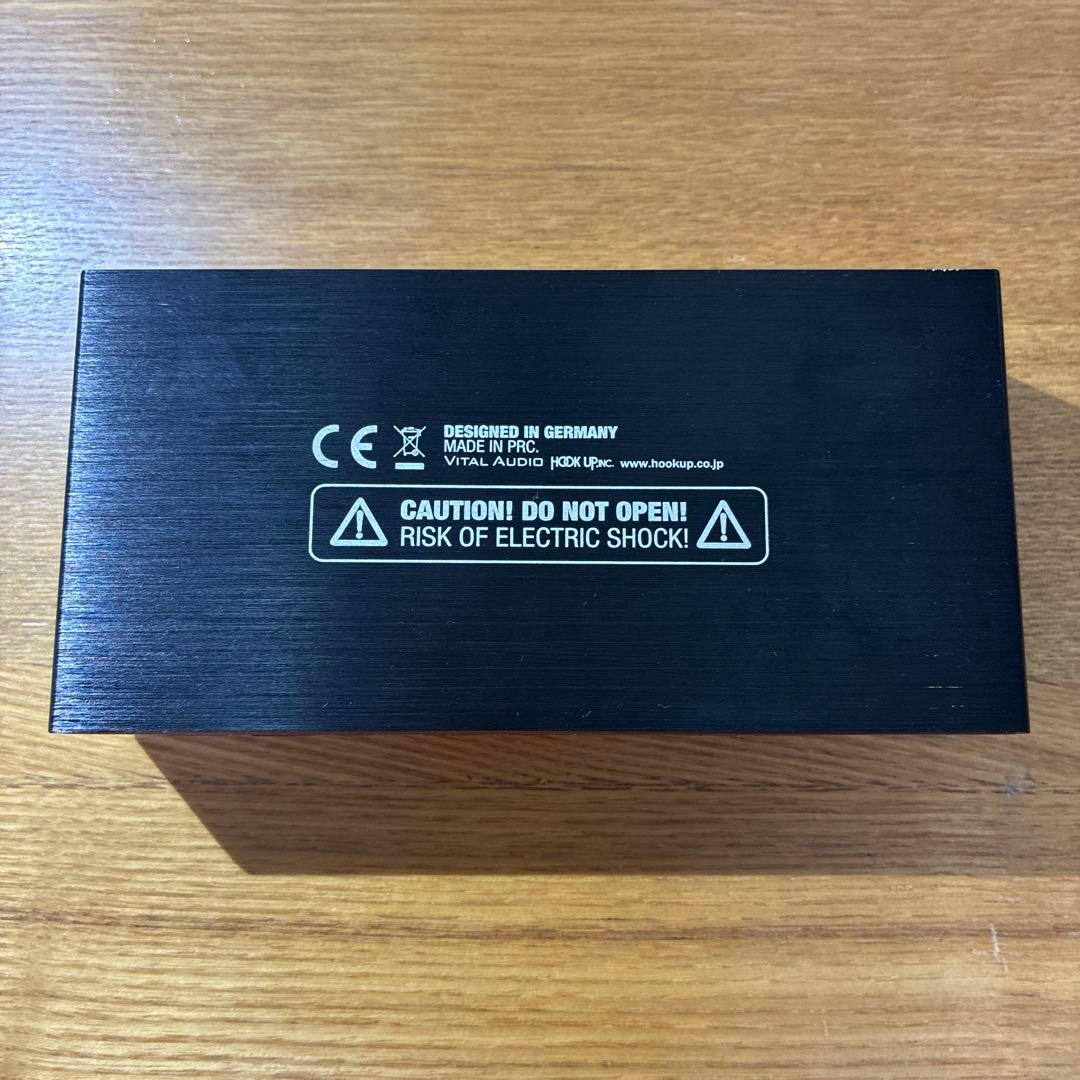 CE
DESIGNED IN GERMANY
MADE IN PRC.
VITAL AUDIO HOOK UP,INC. www.hookup.co.jp
CAUTION! DO NOT OPEN!
RISK OF ELECTRIC SHOCK!